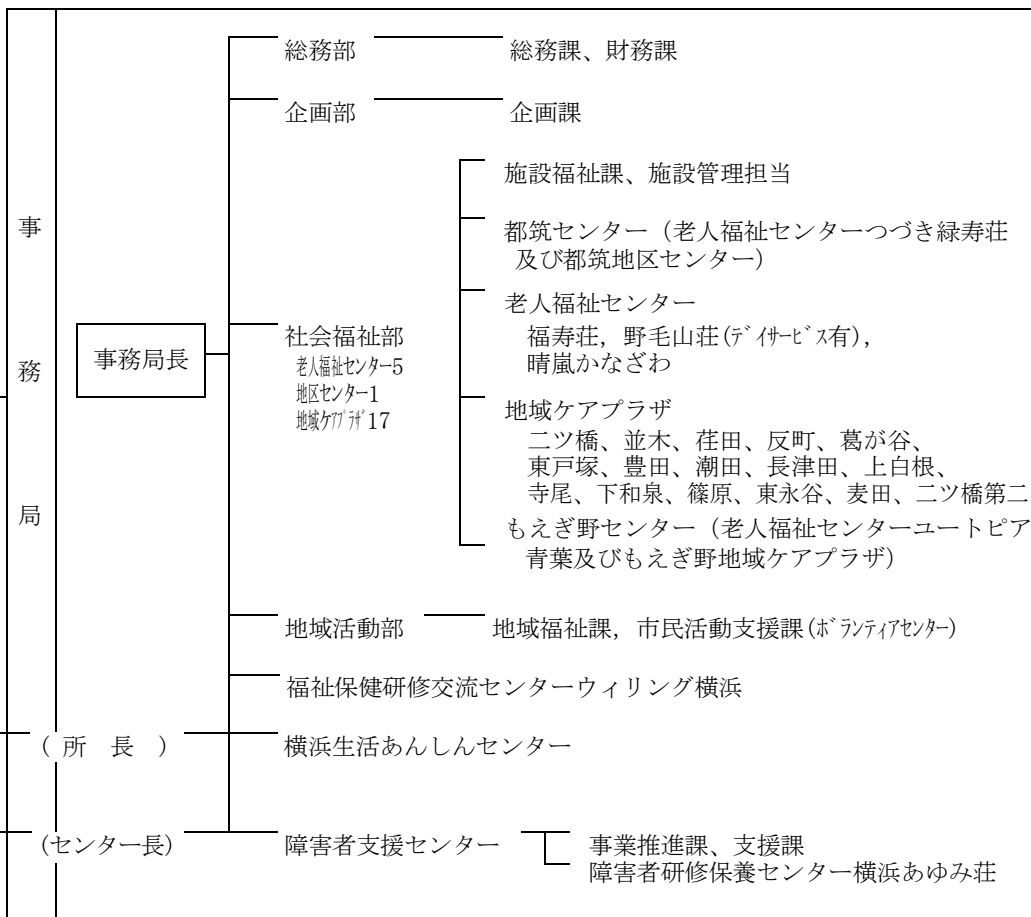 事務局
事務局長
総務部 総務課、財務課
企画部 企画課
社会福祉部
老人福祉センター5
地区センター1
地域ケアプラザ17
施設福祉課、施設管理担当
都筑センター（老人福祉センターつづき緑寿荘
及び都筑地区センター）
老人福祉センター
福寿荘，野毛山荘(ﾃﾞｲｻｰﾋﾞｽ有)，
晴嵐かなざわ
地域ケアプラザ
二ツ橋、並木、荏田、反町、葛が谷、
東戸塚、豊田、潮田、長津田、上白根、
寺尾、下和泉、篠原、東永谷、麦田、二ツ橋第二
もえぎ野センター（老人福祉センターユートピア
青葉及びもえぎ野地域ケアプラザ）
地域活動部 地域福祉課，市民活動支援課(ﾎﾞﾗﾝﾃｨｱｾﾝﾀｰ)
福祉保健研修交流センターウィリング横浜
(所長) 横浜生活あんしんセンター
(センター長) 障害者支援センター 事業推進課、支援課
障害者研修保養センター横浜あゆみ荘